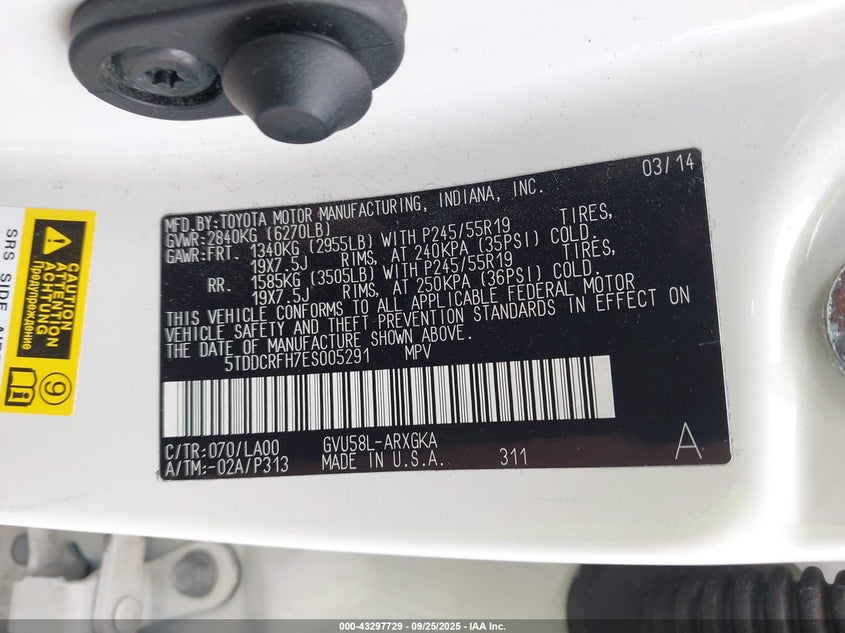 03/14
MFD.BY:TOYOTA MOTOR MANUFACTURING, INDIANA, INC.
GVWR:2840KG (6270LB)
GAWR:FRT. 1340KG (2955LB) WITH P245/55R19 TIRES,
19X7.5J RIMS, AT 240KPA (35PSI) COLD.
RR. 1585KG (3505LB) WITH P245/55R19 TIRES,
19X7.5J RIMS, AT 250KPA (36PSI) COLD.
THIS VEHICLE CONFORMS TO ALL APPLICABLE FEDERAL MOTOR
VEHICLE SAFETY AND THEFT PREVENTION STANDARDS IN EFFECT ON
THE DATE OF MANUFACTURE SHOWN ABOVE.
5TDDCRFH7ES005291 MPV
C/TR:070/LA00 GVU58L-ARXGKA
A/TM:-02A/P313 MADE IN U.S.A. 311
A
SRS SIDE
CAUTION
ATTENTION
ACHTUNG
Предупреждение
9
000-43297729 - 09/25/2025 - IAA Inc.